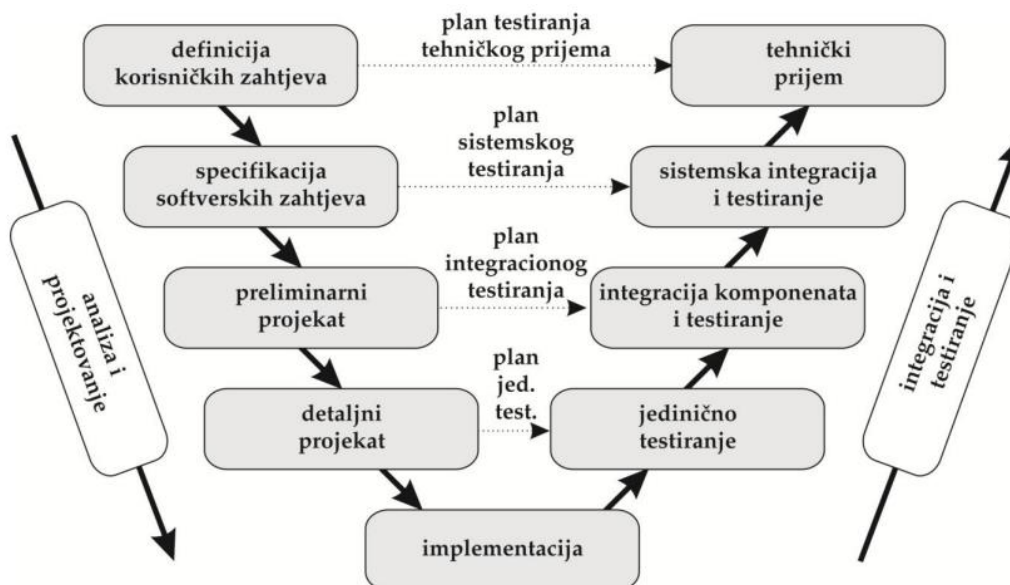 definicija
korisničkih zahtjeva
plan testiranja
tehničkog prijema
tehnički
prijem
specifikacija
softverskih zahtjeva
plan
sistemskog
testiranja
sistemska integracija
i testiranje
preliminarni
projekat
plan
integracionog
testiranja
integracija komponenata
i testiranje
detaljni
projekat
plan
jed.
test.
jedinično
testiranje
implementacija
analiza i
projektovanje
integracija i
testiranje